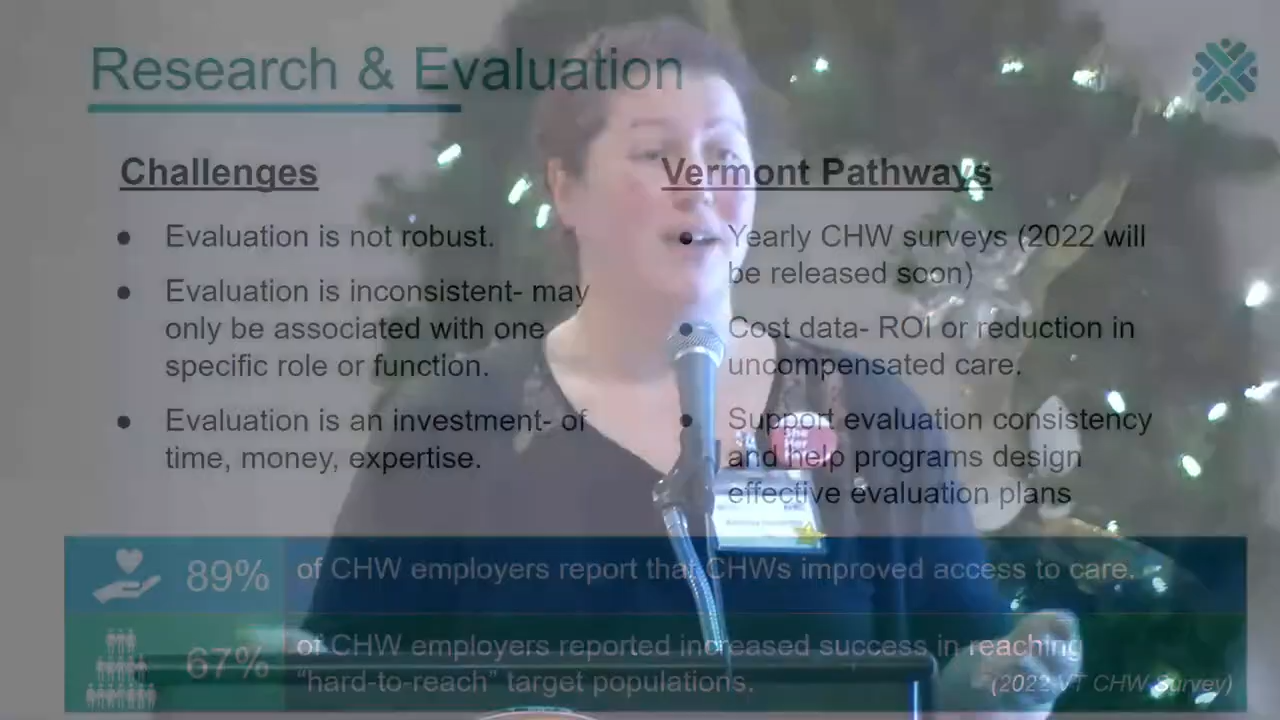 Research & Evaluation
Challenges
● Evaluation is not robust.
● Evaluation is inconsistent- may
only be associated with one
specific role or function.
● Evaluation is an investment- of
time, money, expertise.
Vermont Pathways
● Yearly CHW surveys (2022 will
be released soon)
● Cost data- ROI or reduction in
uncompensated care.
● Support evaluation consistency
and help programs design
effective evaluation plans
She
Her
89% of CHW employers report that CHWs improved access to care.
67% of CHW employers reported increased success in reaching
“hard-to-reach” target populations.
(2022 VT CHW Survey)